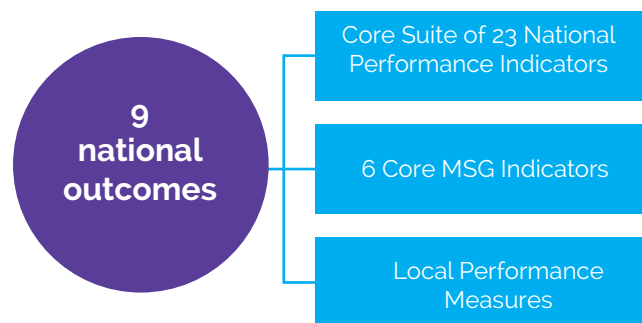 9
national
outcomes
Core Suite of 23 National
Performance Indicators
6 Core MSG Indicators
Local Performance
Measures